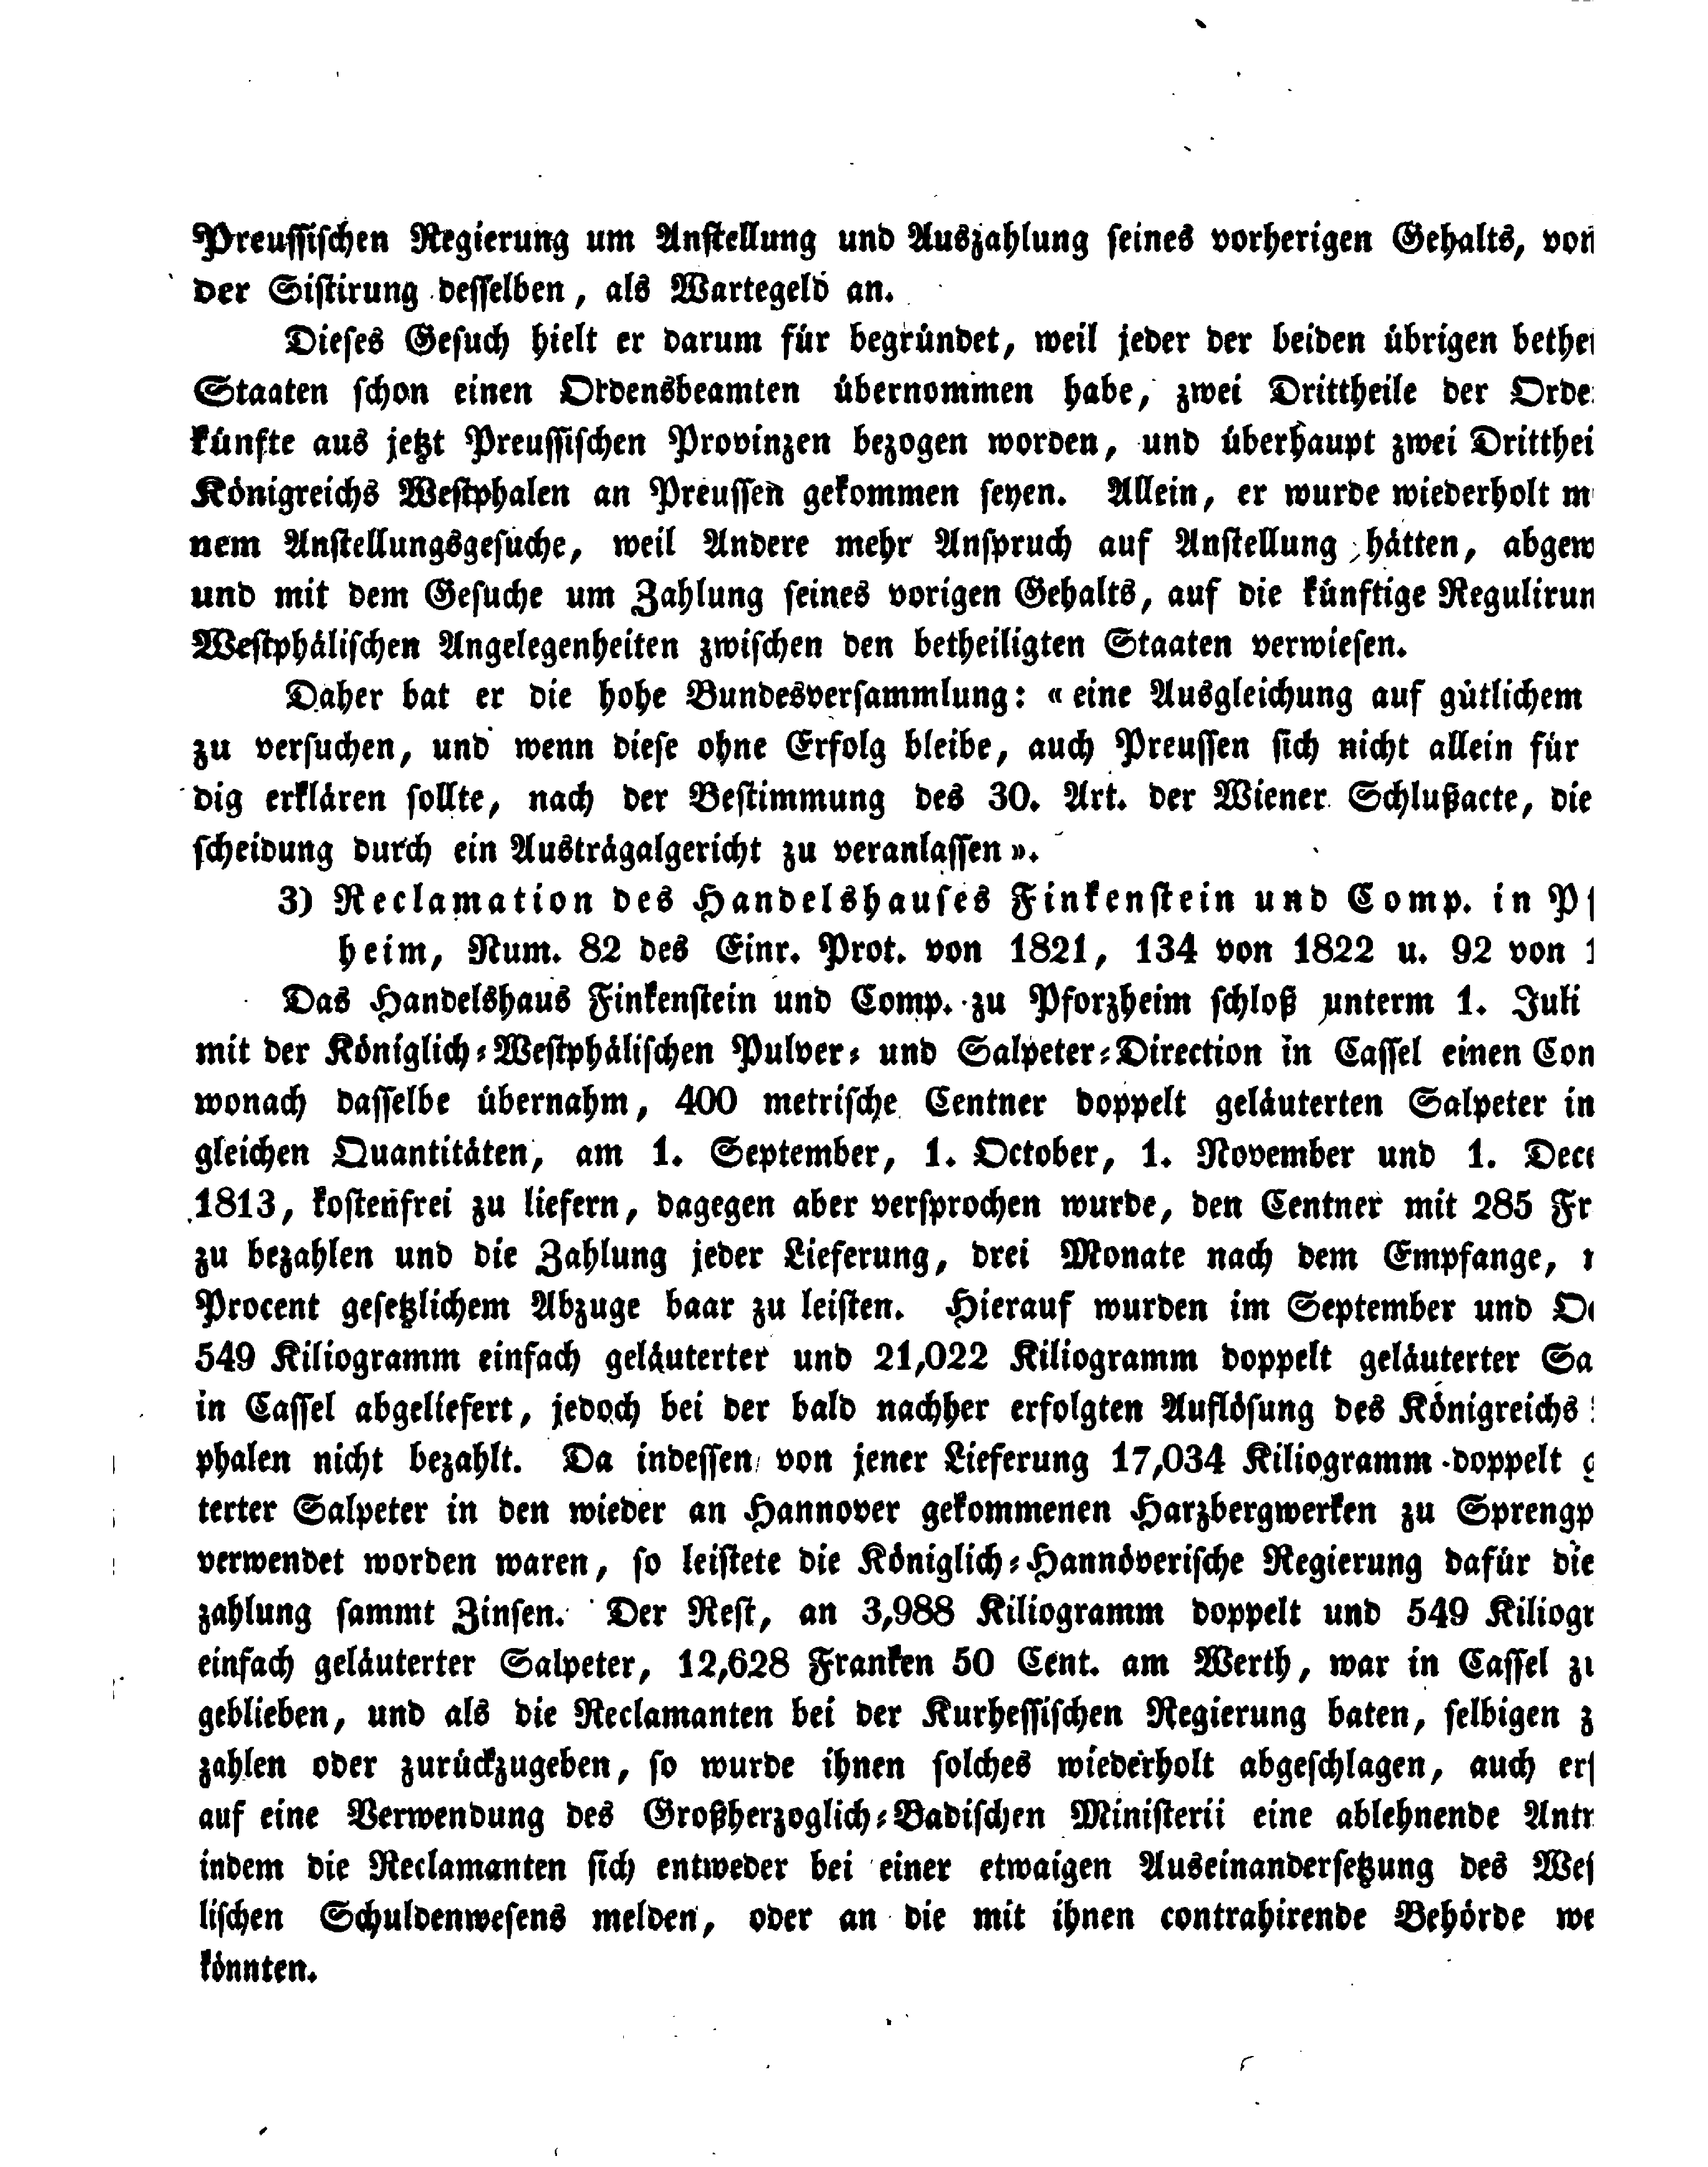 Preussischen Regierung um Anstellung und Auszahlung seines vorherigen Gehalts, von
der Sistirung desselben, als Wartegeld an.
Dieses Gesuch hielt er darum für begründet, weil jeder der beiden übrigen bethei
Staaten schon einen Ordensbeamten übernommen habe, zwei Drittheile der Orde
künfte aus jetzt Preussischen Provinzen bezogen worden, und überhaupt zwei Dritthei
Königreichs Westphalen an Preussen gekommen seyen. Allein, er wurde wiederholt m
nem Anstellungsgesuche, weil Andere mehr Anspruch auf Anstellung hätten, abgew
und mit dem Gesuche um Zahlung seines vorigen Gehalts, auf die künftige Regulirun
Westphälischen Angelegenheiten zwischen den betheiligten Staaten verwiesen.
Daher bat er die hohe Bundesversammlung: «eine Ausgleichung auf gütlichem
zu versuchen, und wenn diese ohne Erfolg bleibe, auch Preussen sich nicht allein für
dig erklären sollte, nach der Bestimmung des 30. Art. der Wiener Schlußacte, die
scheidung durch ein Austrägalgericht zu veranlassen».
3) Reclamation des Handelshauses Finkenstein und Comp. in Pf
heim, Num. 82 des Einr. Prot. von 1821, 134 von 1822 u. 92 von 1
Das Handelshaus Finkenstein und Comp. zu Pforzheim schloß unterm 1. Juli
mit der Königlich-Westphälischen Pulver- und Salpeter-Direction in Cassel einen Con
wonach dasselbe übernahm, 400 metrische Centner doppelt geläuterten Salpeter in
gleichen Quantitäten, am 1. September, 1. October, 1. November und 1. Dece
1813, kostenfrei zu liefern, dagegen aber versprochen wurde, den Centner mit 285 Fr
zu bezahlen und die Zahlung jeder Lieferung, drei Monate nach dem Empfange,
Procent gesetzlichem Abzuge baar zu leisten. Hierauf wurden im September und Oc
549 Kiliogramm einfach geläuterter und 21,022 Kiliogramm doppelt geläuterter Sa
in Cassel abgeliefert, jedoch bei der bald nachher erfolgten Auflösung des Königreichs
phalen nicht bezahlt. Da indessen von jener Lieferung 17,034 Kiliogramm doppelt g
terter Salpeter in den wieder an Hannover gekommenen Harzbergwerken zu Sprengp
verwendet worden waren, so leistete die Königlich-Hannöverische Regierung dafür die
zahlung sammt Zinsen. Der Rest, an 3,988 Kiliogramm doppelt und 549 Kiliogr
einfach geläuterter Salpeter, 12,628 Franken 50 Cent. am Werth, war in Cassel zu
geblieben, und als die Reclamanten bei der Kurhessischen Regierung baten, selbigen z
zahlen oder zurückzugeben, so wurde ihnen solches wiederholt abgeschlagen, auch erf
auf eine Verwendung des Großherzoglich-Badischen Ministerii eine ablehnende Antr
indem die Reclamanten sich entweder bei einer etwaigen Auseinandersetzung des Wes
lischen Schuldenwesens melden, oder an die mit ihnen contrahirende Behörde we
könnten.